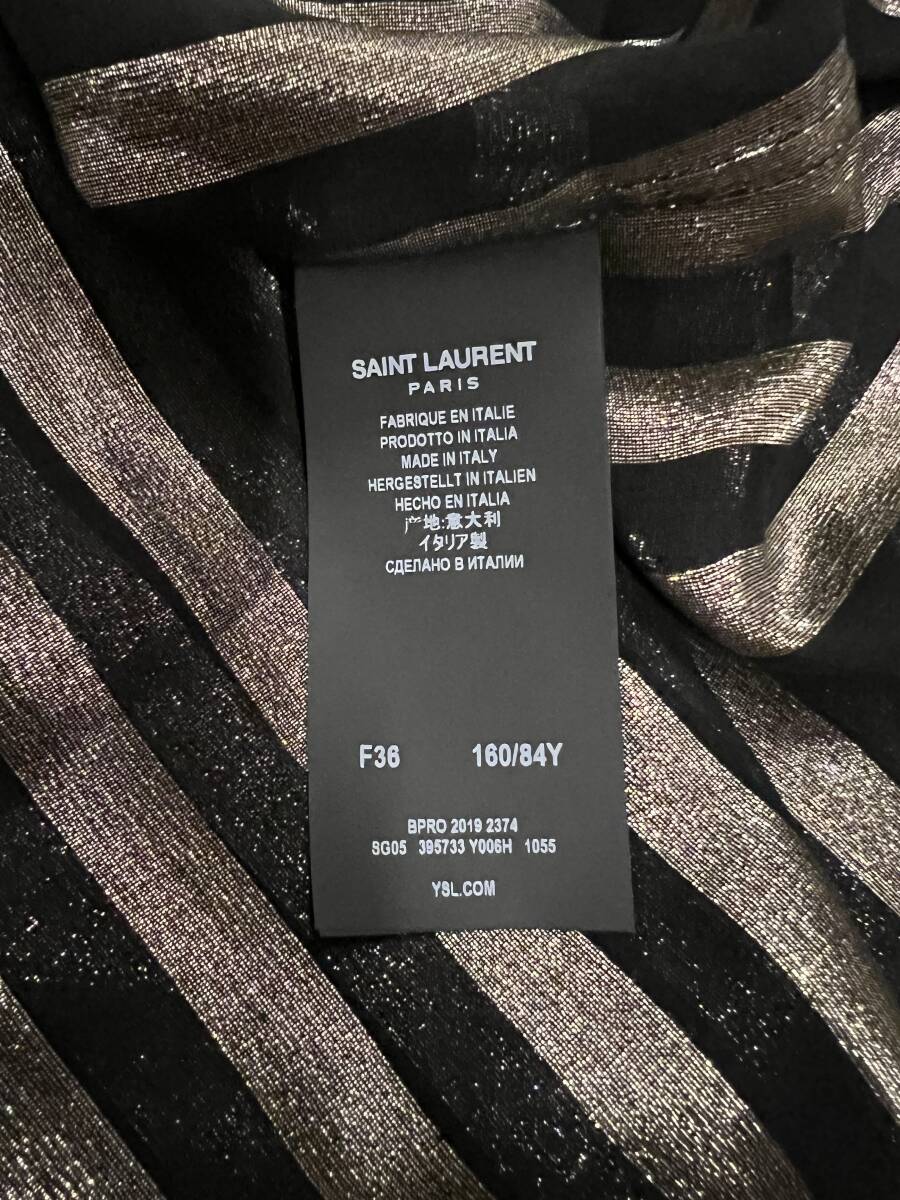 SAINT LAURENT
PARIS
FABRIQUE EN ITALIE
PRODOTTO IN ITALIA
MADE IN ITALY
HERGESTELLT IN ITALIEN
HECHO EN ITALIA
产地:意大利
イタリア製
СДЕЛАНО В ИТАЛИИ
F36 160/84Y
BPRO 2019 2374
SG05 395733 Y006H 1055
YSL.COM